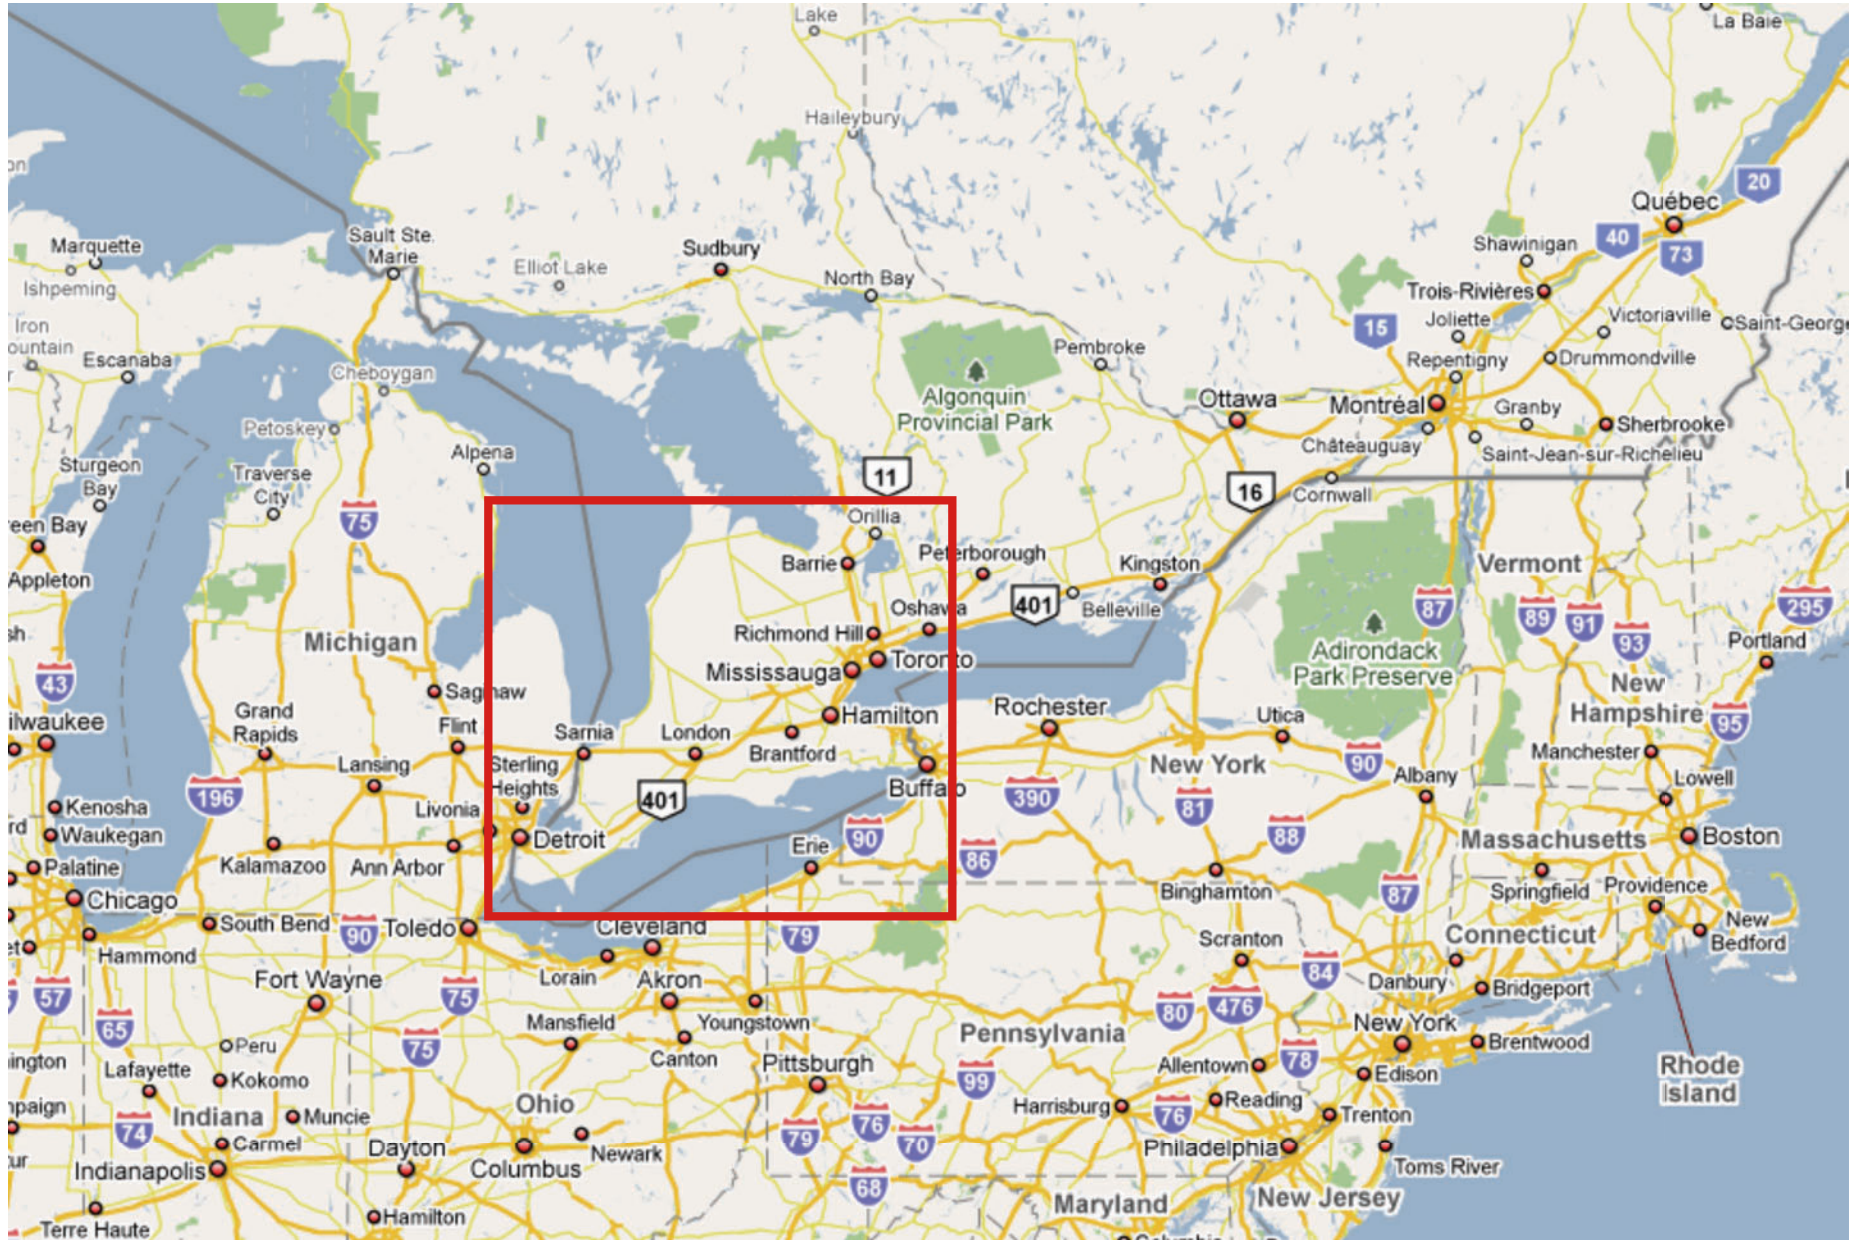 Lake
La Baie
Haileybury
20
Québec
40
73
Shawinigan
Marquette
Sault Ste.
Marie
Elliot Lake
Sudbury
North Bay
Ishpeming
Trois-Rivières
Iron
ountain
15
Joliette
Victoriaville
Saint-George
Escanaba
Cheboygan
Pembroke
Repentigny
Drummondville
Algonquin
Provincial Park
Ottawa
Montréal
Granby
Sherbrooke
Petoskey
Châteauguay
Saint-Jean-sur-Richelieu
Alpena
Sturgeon
Bay
Traverse
City
11
16
Cornwall
een Bay
75
Orillia
Appleton
Barrie
Peterborough
Kingston
Vermont
401
Belleville
Oshawa
87
89
91
93
295
Michigan
Richmond Hill
Toronto
Mississauga
Adirondack
Park Preserve
Portland
43
Saginaw
New
Hampshire
95
ilwaukee
Grand
Rapids
Flint
Sarnia
London
Hamilton
Brantford
Rochester
Utica
Manchester
Lansing
Sterling
Heights
New York
90
Albany
Lowell
Kenosha
196
Livonia
401
Buffalo
390
81
88
Massachusetts
Boston
Waukegan
Detroit
90
Palatine
Kalamazoo
Ann Arbor
Erie
86
Binghamton
87
Springfield
Providence
Chicago
South Bend
90
Toledo
Cleveland
79
Scranton
Connecticut
New
Bedford
Hammond
Lorain
Akron
84
Danbury
Bridgeport
57
Fort Wayne
75
80
476
65
Mansfield
Youngstown
Pennsylvania
New York
Brentwood
Peru
75
Canton
Pittsburgh
Allentown
78
Edison
Rhode
Island
ington
Lafayette
Kokomo
99
Indiana
Muncie
Ohio
Harrisburg
76
Reading
Trenton
74
Carmel
79
76
70
Indianapolis
Dayton
Columbus
Newark
Philadelphia
Toms River
68
Maryland
New Jersey
Terre Haute
Hamilton